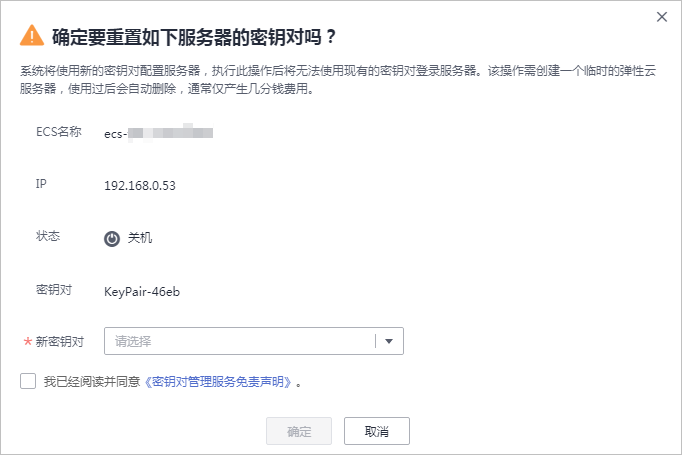 确定要重置如下服务器的密钥对吗？
系统将使用新的密钥对配置服务器，执行此操作后将无法使用现有的密钥对登录服务器。该操作需创建一个临时的弹性云
服务器，使用过后会自动删除，通常仅产生几分钱费用。
ECS名称 ecs-
IP 192.168.0.53
状态 关机
密钥对 KeyPair-46eb
* 新密钥对 请选择
我已经阅读并同意《密钥对管理服务免责声明》。
确定 取消